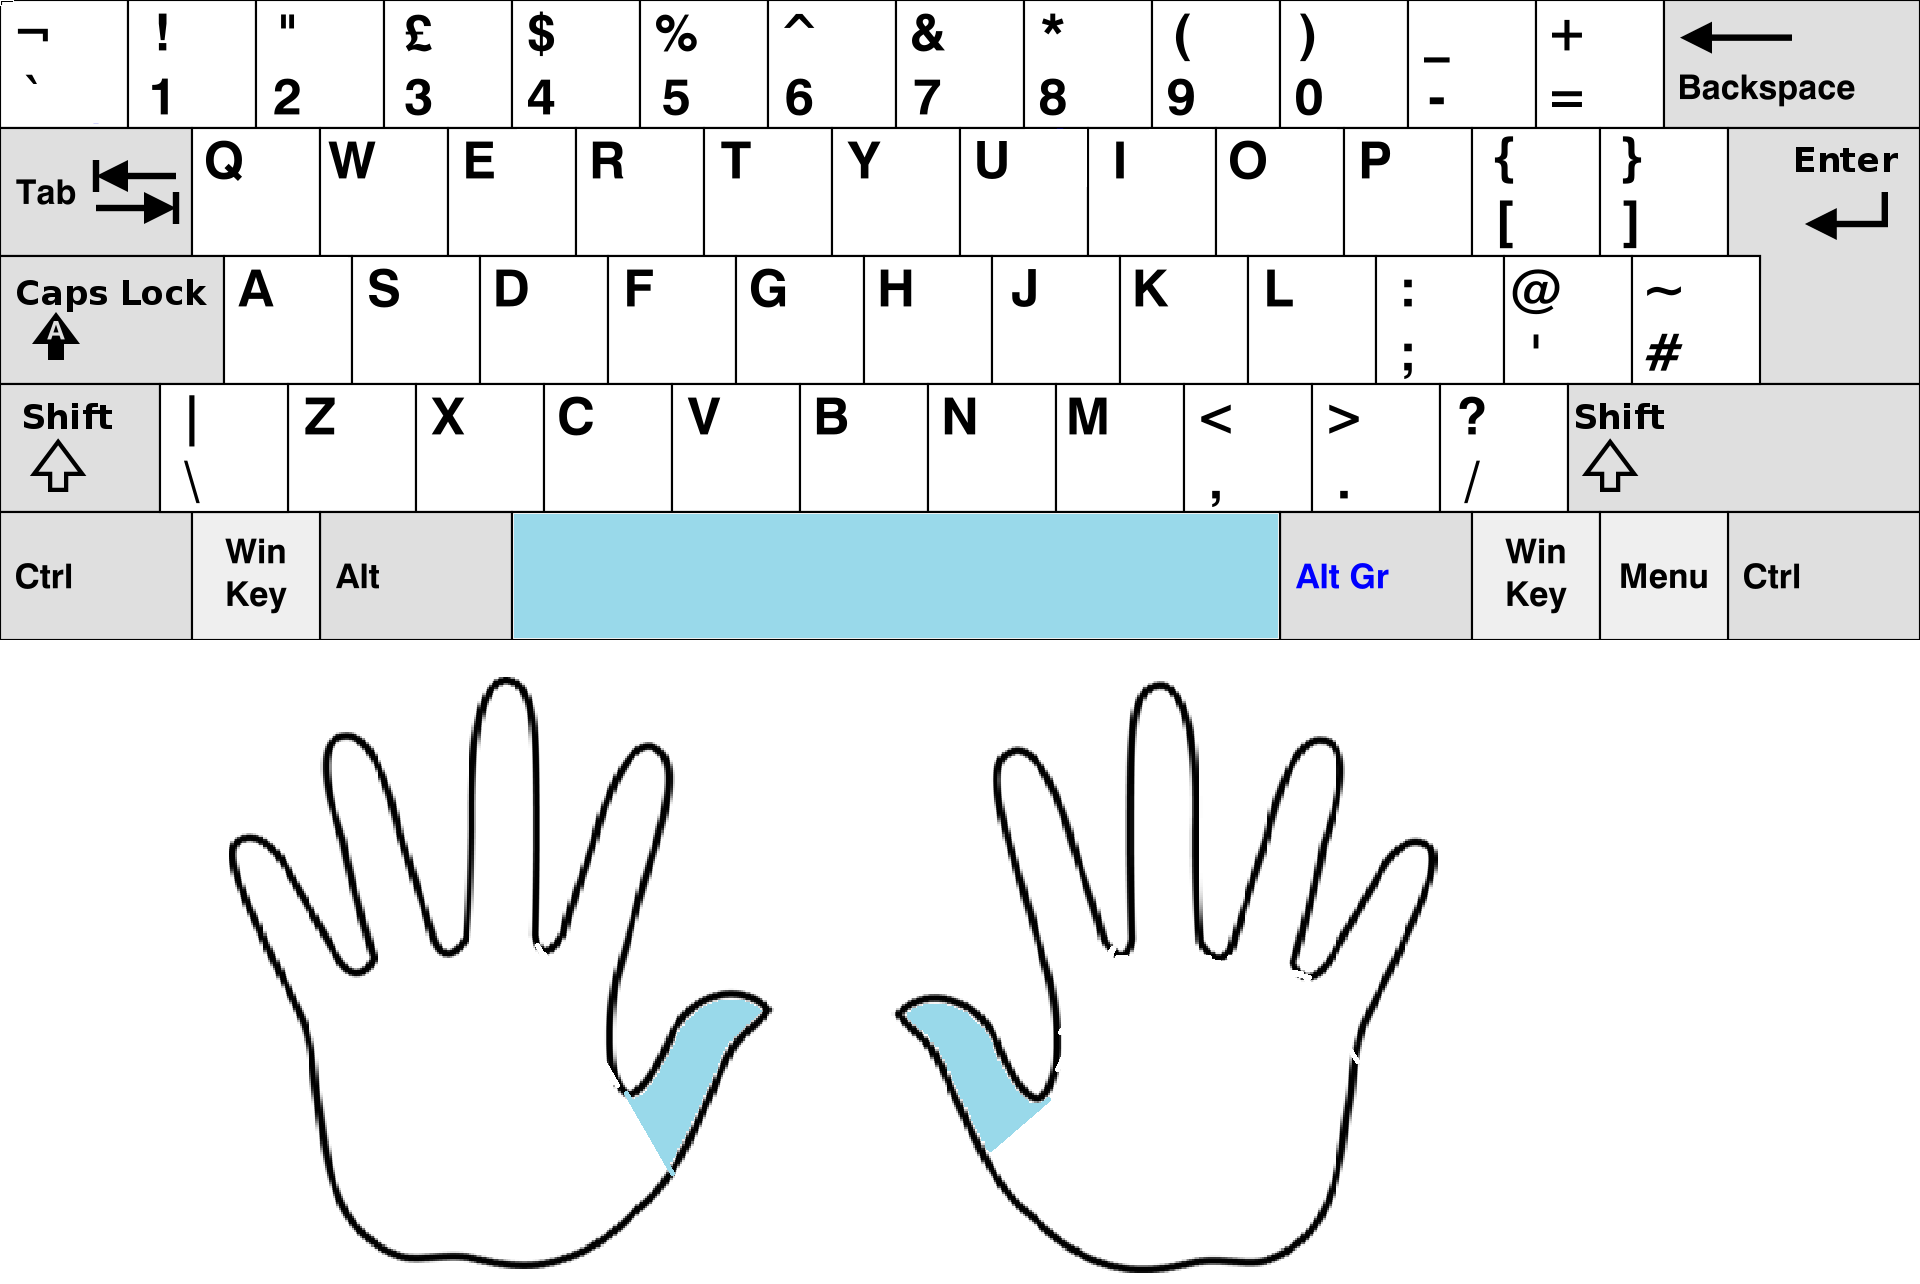 ¬ ! " £ $ % ^ & * ( ) _ +
` 1 2 3 4 5 6 7 8 9 0 - =
Backspace
Tab Q W E R T Y U I O P { } Enter
[ ]
Caps Lock A S D F G H J K L : @ ~
A ; ' #
Shift | Z X C V B N M < > ? Shift
\ , . /
Ctrl Win Key Alt Alt Gr Win Key Menu Ctrl